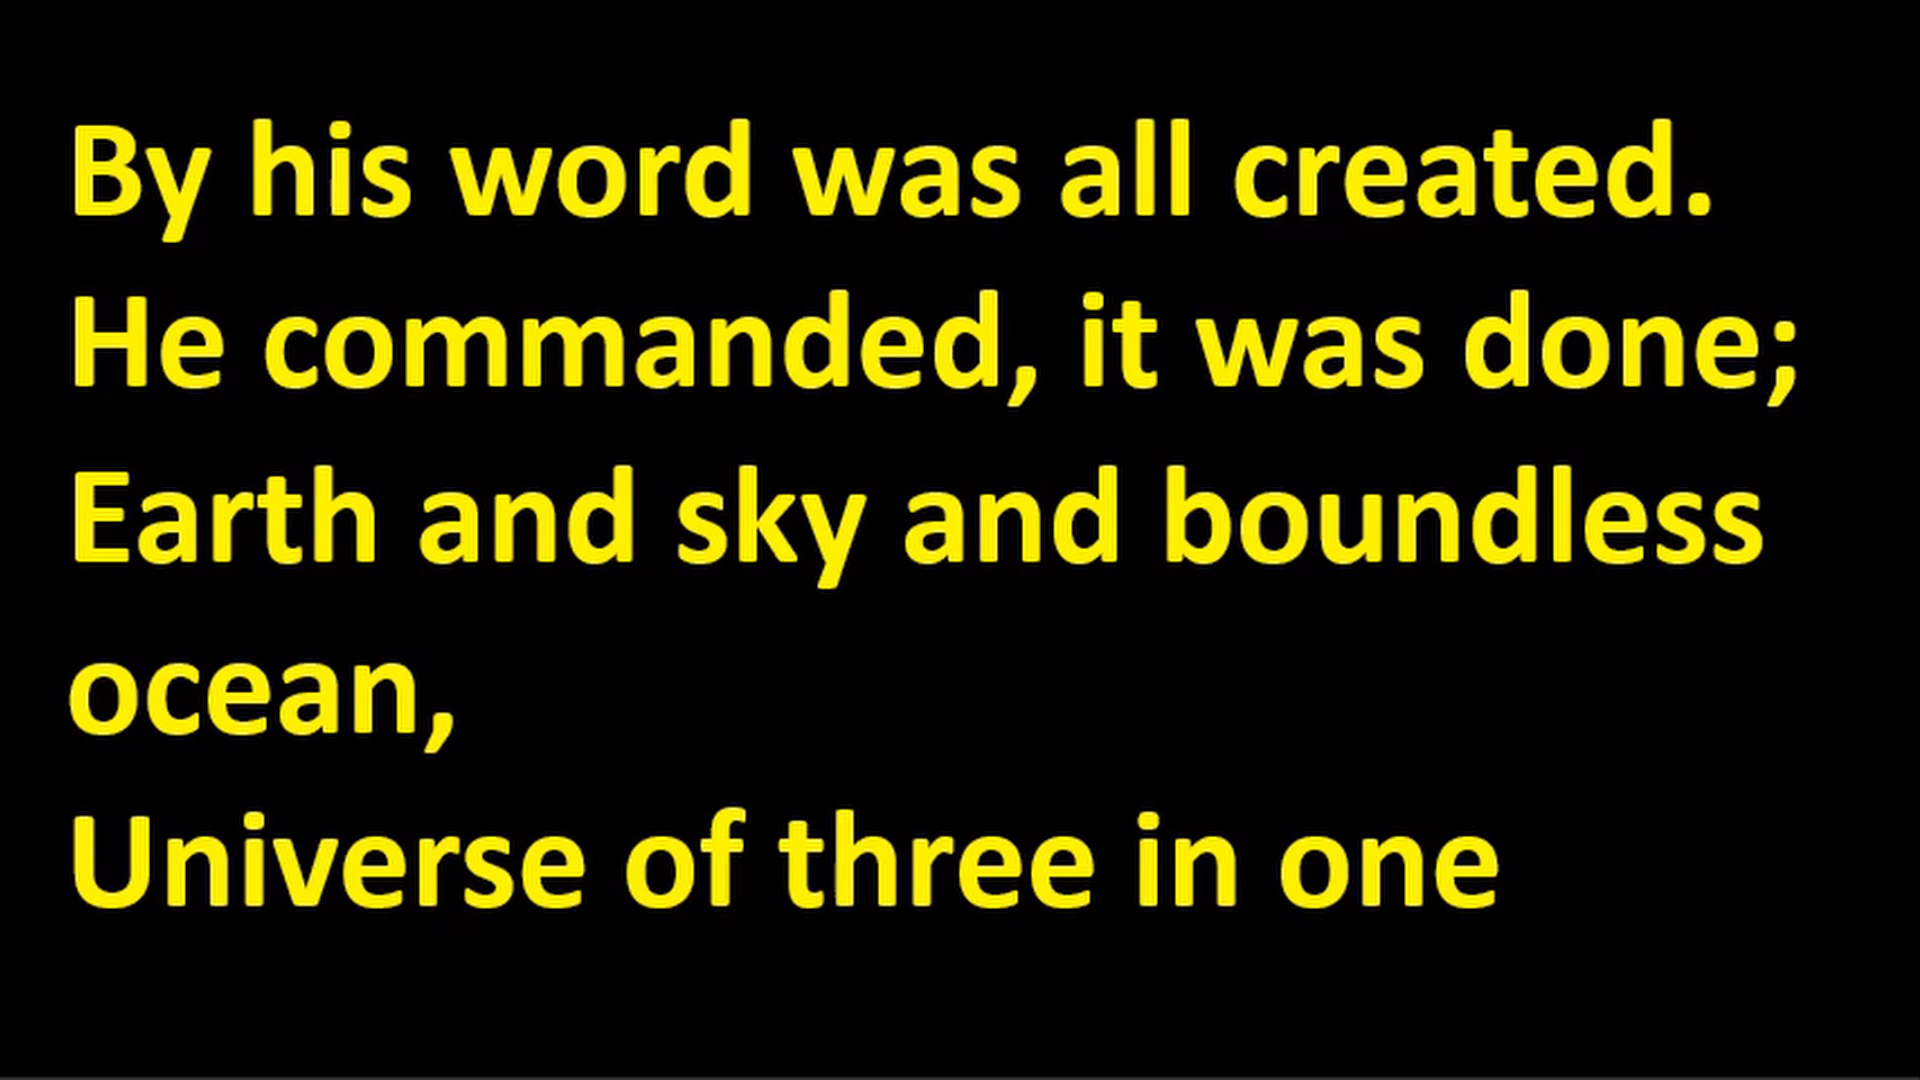 By his word was all created.
He commanded, it was done;
Earth and sky and boundless
ocean,
Universe of three in one